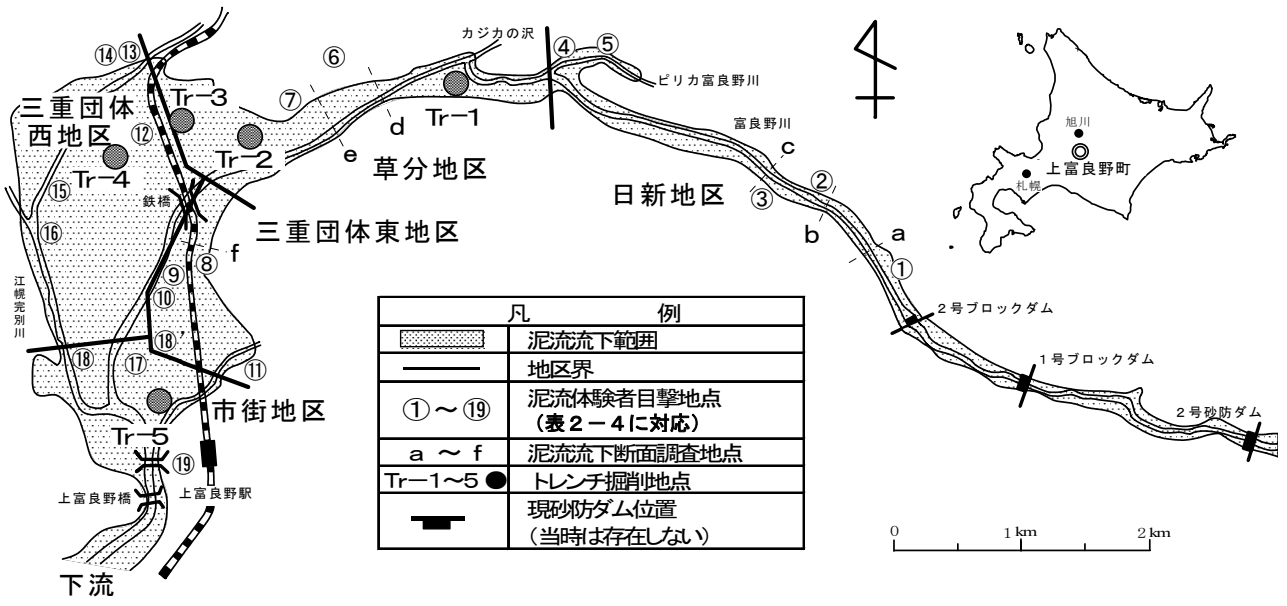 カジカの沢
⑥
④
⑤
⑭⑬
ピリカ富良野川
⑦
Tr-3
三重団体
西地区
⑫
d
Tr-1
富良野川
旭川
上富良野町
札幌
Tr-2
e
草分地区
c
Tr-4
日新地区
②
③
⑮
鉄橋
b
a
⑯
三重団体東地区
f
⑨
⑧
①
江幌完別川
⑩
2号ブロックダム
⑱
⑱'
⑰
⑪
1号ブロックダム
市街地区
2号砂防ダム
Tr-5
⑲
上富良野橋
上富良野駅
下流
凡 例
泥流流下範囲
地区界
①~⑲
泥流体験者目撃地点
(表2-4に対応)
a ~ f
泥流流下断面調査地点
Tr-1~5
トレンチ掘削地点
現砂防ダム位置
(当時は存在しない)
0
1km
2km